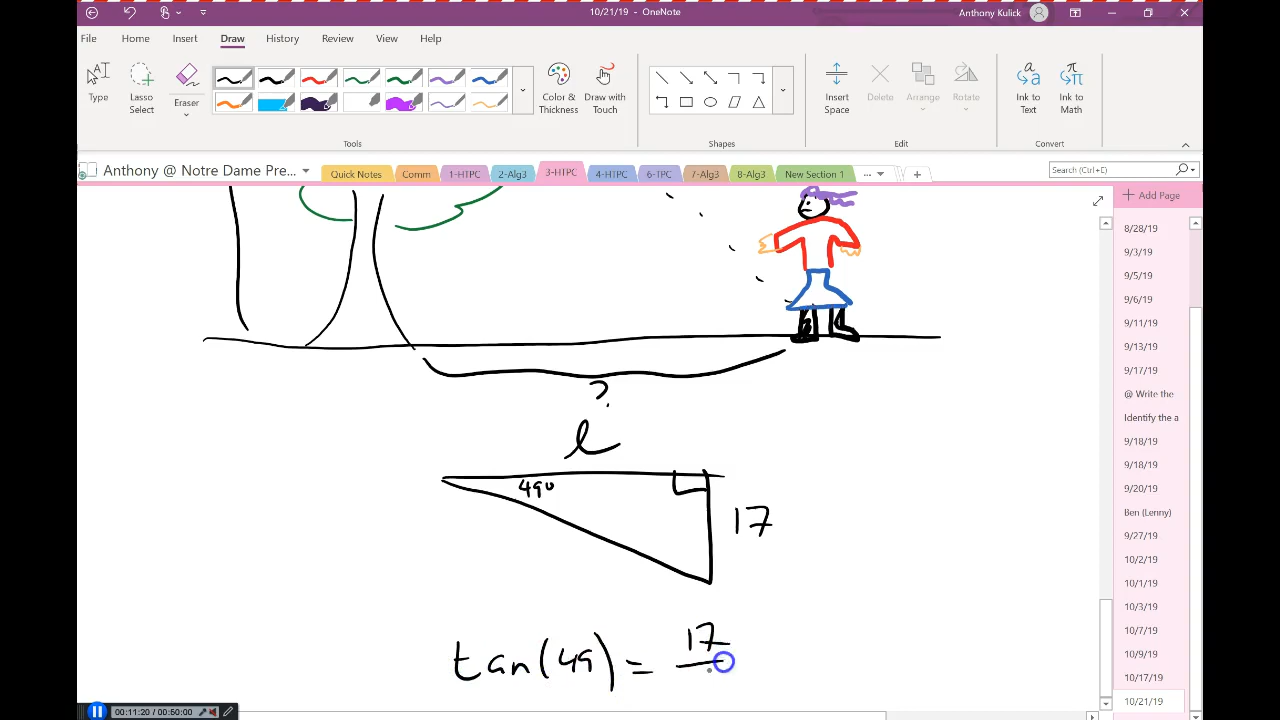 10/21/19 - OneNote
Anthony Kulick
File Home Insert Draw History Review View Help
Type
Lasso Select
Eraser
Color & Thickness
Draw with Touch
Insert Space
Delete
Arrange
Rotate
Ink to Text
Ink to Math
Tools
Shapes
Edit
Convert
Anthony @ Notre Dame Pre...
Quick Notes
Comm
1-HTPC
2-Alg3
3-HTPC
4-HTPC
6-TPC
7-Alg3
8-Alg3
New Section 1
...
+
Search (Ctrl+E)
+ Add Page
8/28/19
9/3/19
9/5/19
9/6/19
9/11/19
9/13/19
9/17/19
@ Write the
Identify the a
9/18/19
9/18/19
9/20/19
Ben (Lenny)
9/27/19
10/2/19
10/1/19
10/3/19
10/7/19
10/9/19
10/17/19
10/21/19
?
l
49°
17
tan(49) = 17
00:11:20 / 00:50:00